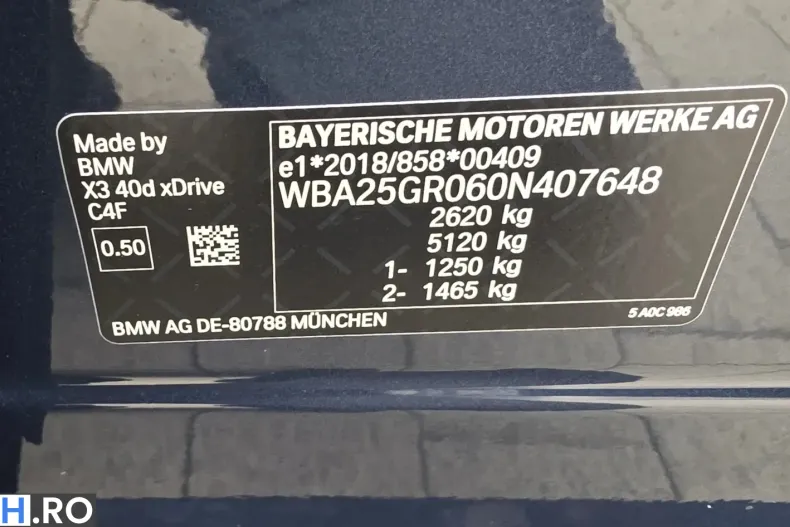 Made by
BMW
X3 40d xDrive
C4F
0.50
BAYERISCHE MOTOREN WERKE AG
e1*2018/858*00409
WBA25GR060N407648
2620 kg
5120 kg
1- 1250 kg
2- 1465 kg
BMW AG DE-80788 MÜNCHEN
5 A0C 986
H.RO